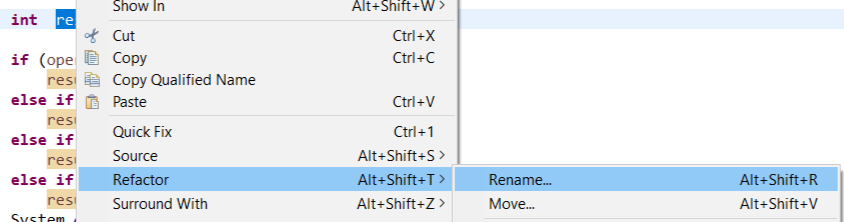 Show In Alt+Shift+W >
int
Cut Ctrl+X
if (oper
Copy Ctrl+C
resu
Copy Qualified Name
else if
Paste Ctrl+V
resu
else if
Quick Fix Ctrl+1
resu
Source Alt+Shift+S >
else if
Refactor Alt+Shift+T > Rename... Alt+Shift+R
resu
Surround With Alt+Shift+Z > Move... Alt+Shift+V
System